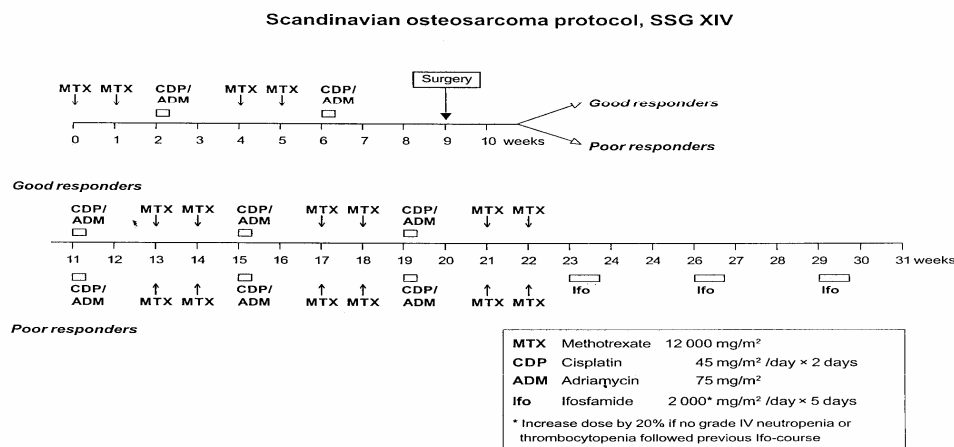 Scandinavian osteosarcoma protocol, SSG XIV
Surgery
MTX MTX CDP/ MTX MTX CDP/
ADM ADM
Good responders
0 1 2 3 4 5 6 7 8 9 10 weeks
Poor responders
Good responders
CDP/ MTX MTX CDP/ MTX MTX CDP/ MTX MTX
ADM ADM ADM
11 12 13 14 15 16 17 18 19 20 21 22 23 24 24 26 27 28 29 30 31 weeks
CDP/ CDP/ CDP/ Ifo Ifo Ifo
ADM MTX MTX ADM MTX MTX ADM MTX MTX
Poor responders
MTX Methotrexate 12 000 mg/m²
CDP Cisplatin 45 mg/m² /day × 2 days
ADM Adriamycin 75 mg/m²
Ifo Ifosfamide 2 000* mg/m² /day × 5 days
* Increase dose by 20% if no grade IV neutropenia or
thrombocytopenia followed previous Ifo-course